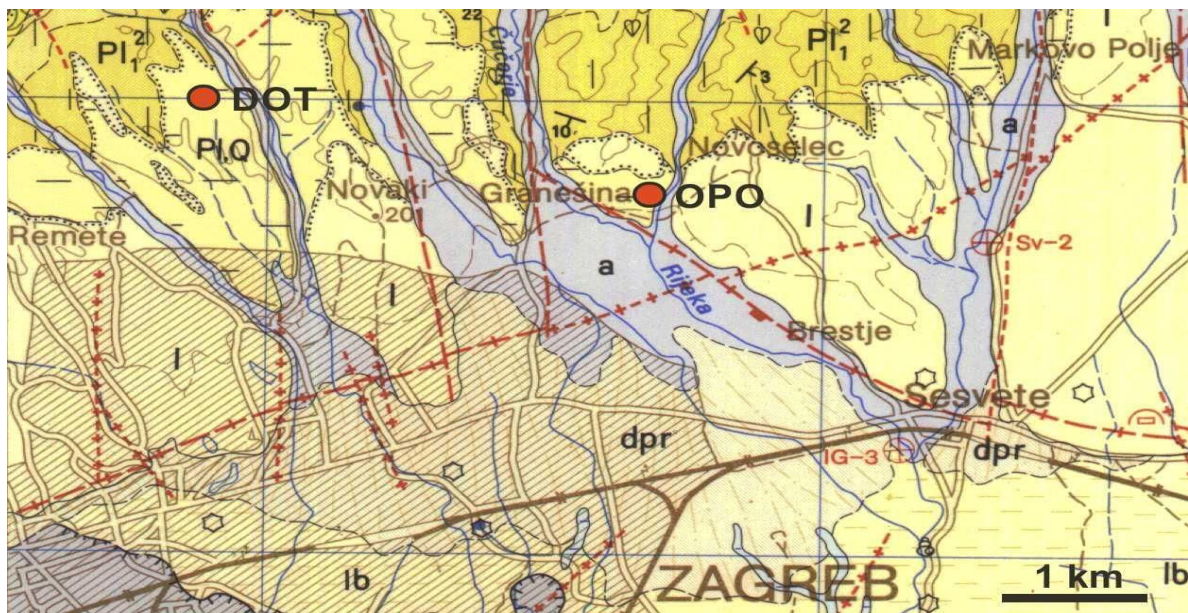 22
Čučerje
Pl₁²
Pl₁²
l
Markovo Polje
3
DOT
10
a
Pl,Q
Novoselec
Novaki
Granešina
OPO
201
l
Remete
Sv-2
a
l
Rijeka
Brestje
l
Sesvete
dpr
IG-3
dpr
ZAGREB
1 km
lb
lb